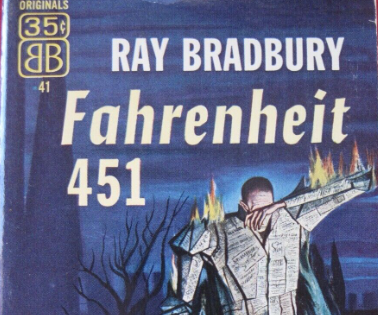 ORIGINALS
35¢
BB
41
RAY BRADBURY
Fahrenheit
451